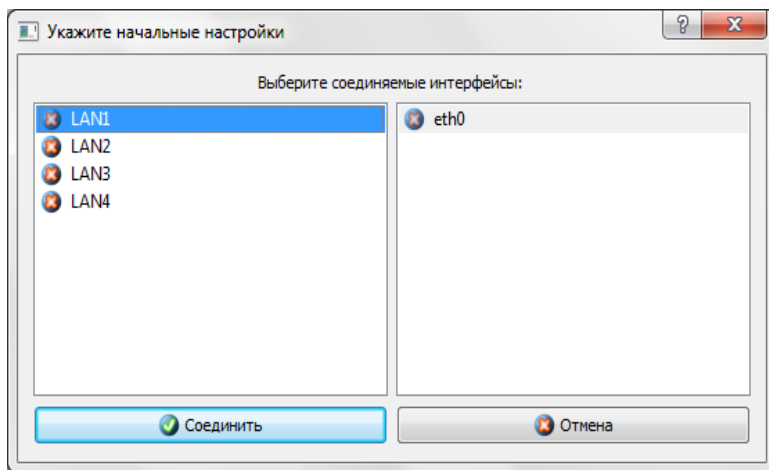 Укажите начальные настройки
Выберите соединяемые интерфейсы:
LAN1
LAN2
LAN3
LAN4
eth0
Соединить
Отмена